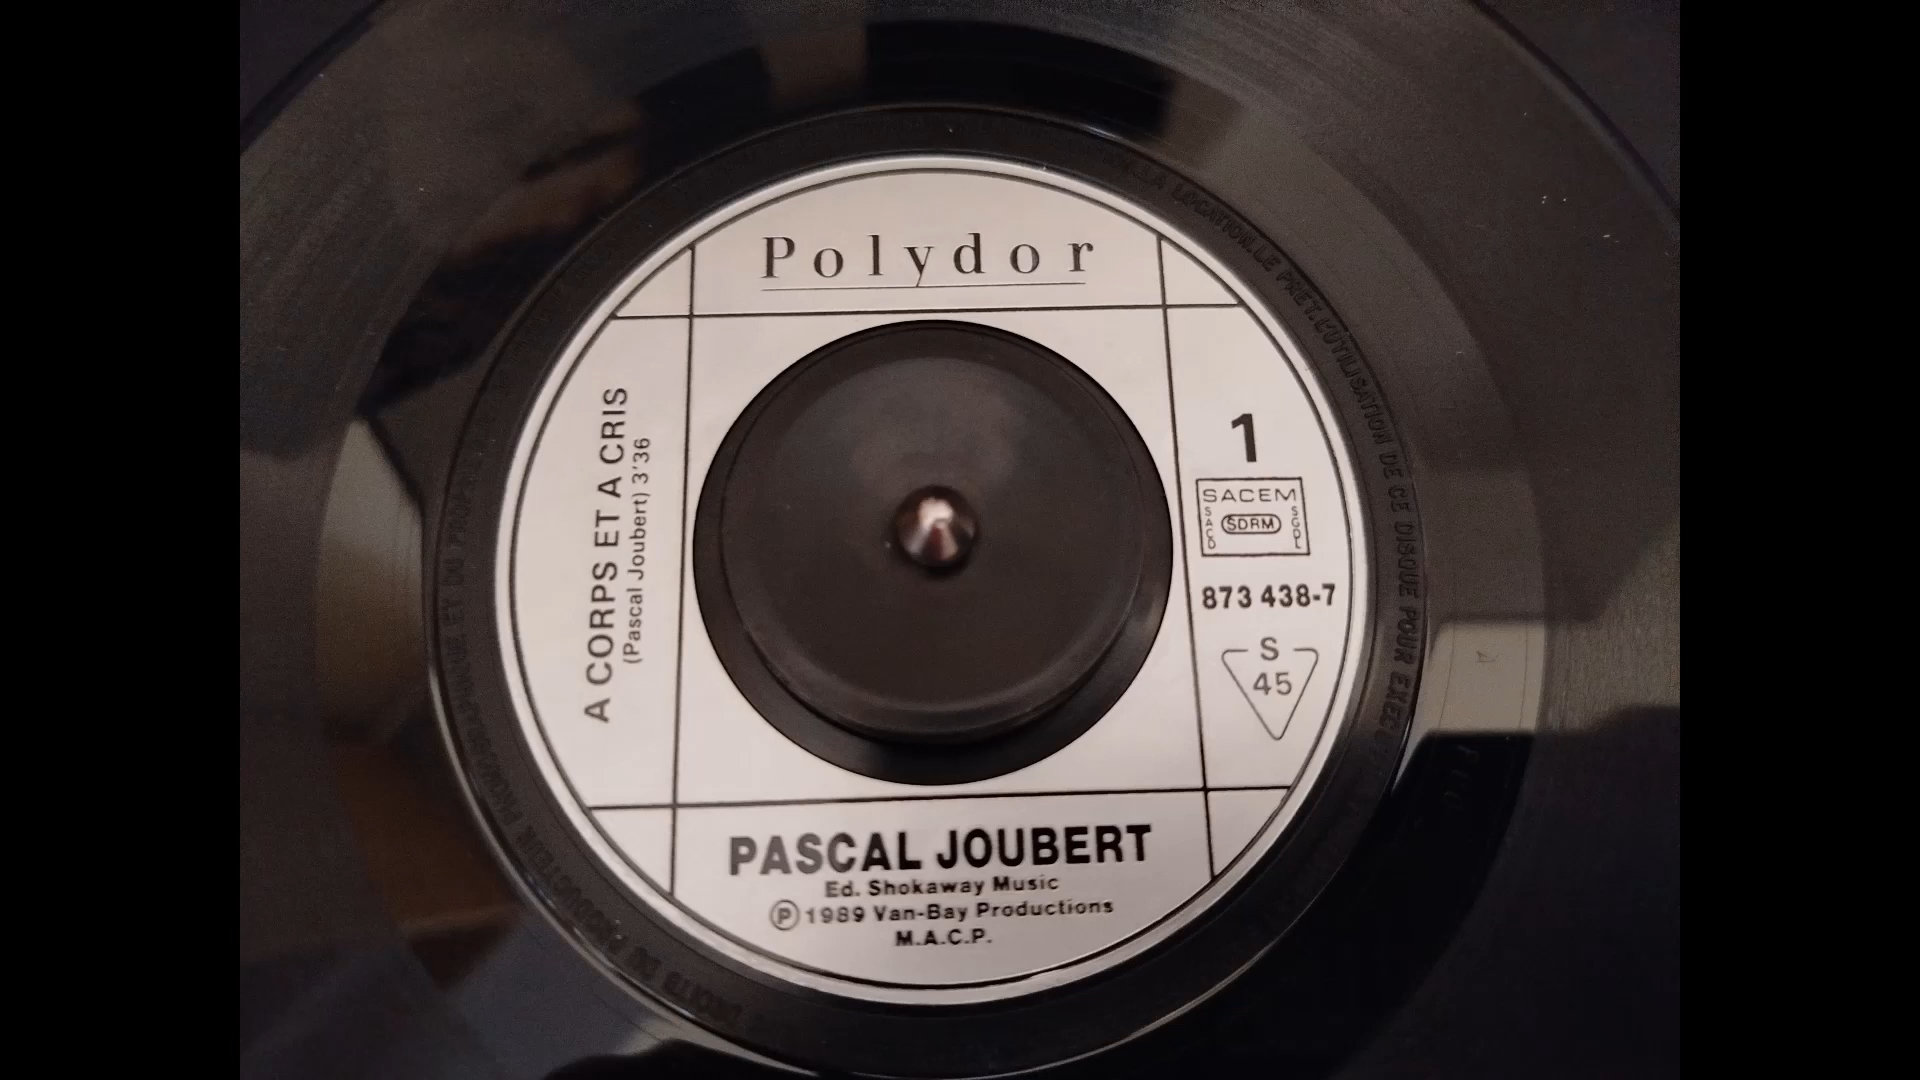 Polydor
A CORPS ET A CRIS
(Pascal Joubert) 3'36
1
SACEM
SACD
SDRM
SGDL
873 438-7
S
45
PASCAL JOUBERT
Ed. Shokaway Music
Ⓟ 1989 Van-Bay Productions
M.A.C.P.
LA LOCATION.LE PRET.L'UTILISATION DE CE DISQUE POUR